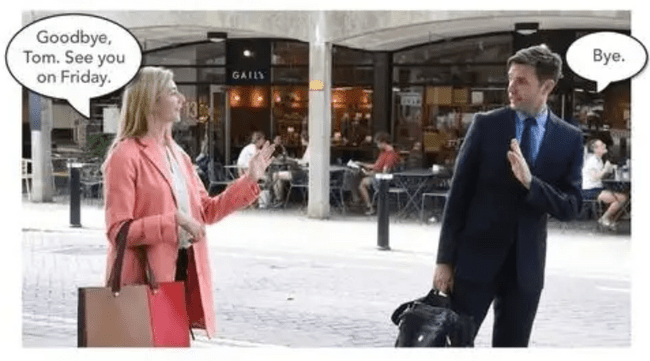 Goodbye,
Tom. See you
on Friday.
Bye.
GAIL's